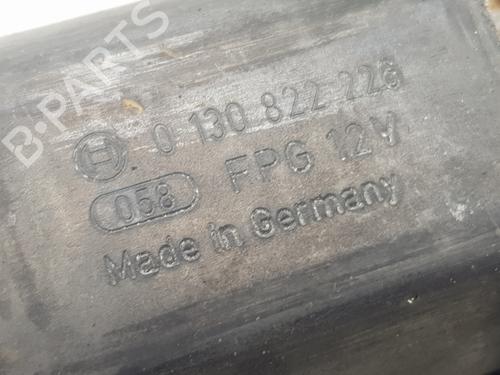 B-PARTS
0 130 822 226
058 FPG 12V
Made in Germany